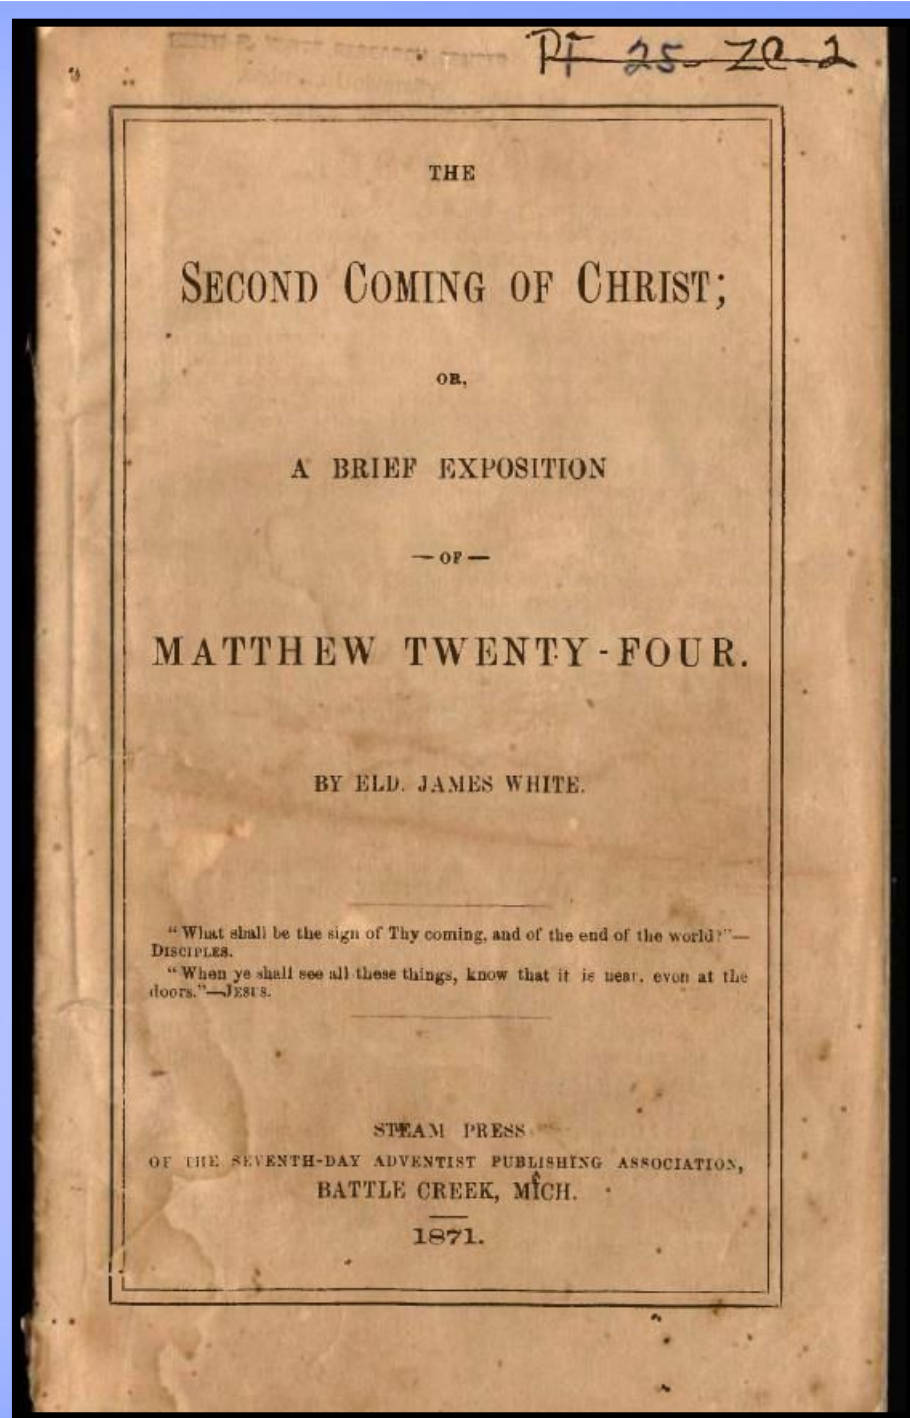 PF 25 ZC-2
THE
SECOND COMING OF CHRIST;
OR,
A BRIEF EXPOSITION
— OF —
MATTHEW TWENTY-FOUR.
BY ELD. JAMES WHITE.
"What shall be the sign of Thy coming, and of the end of the world?"—
DISCIPLES.
"When ye shall see all these things, know that it is near, even at the
doors."—JESUS.
STEAM PRESS
OF THE SEVENTH-DAY ADVENTIST PUBLISHING ASSOCIATION,
BATTLE CREEK, MICH.
1871.